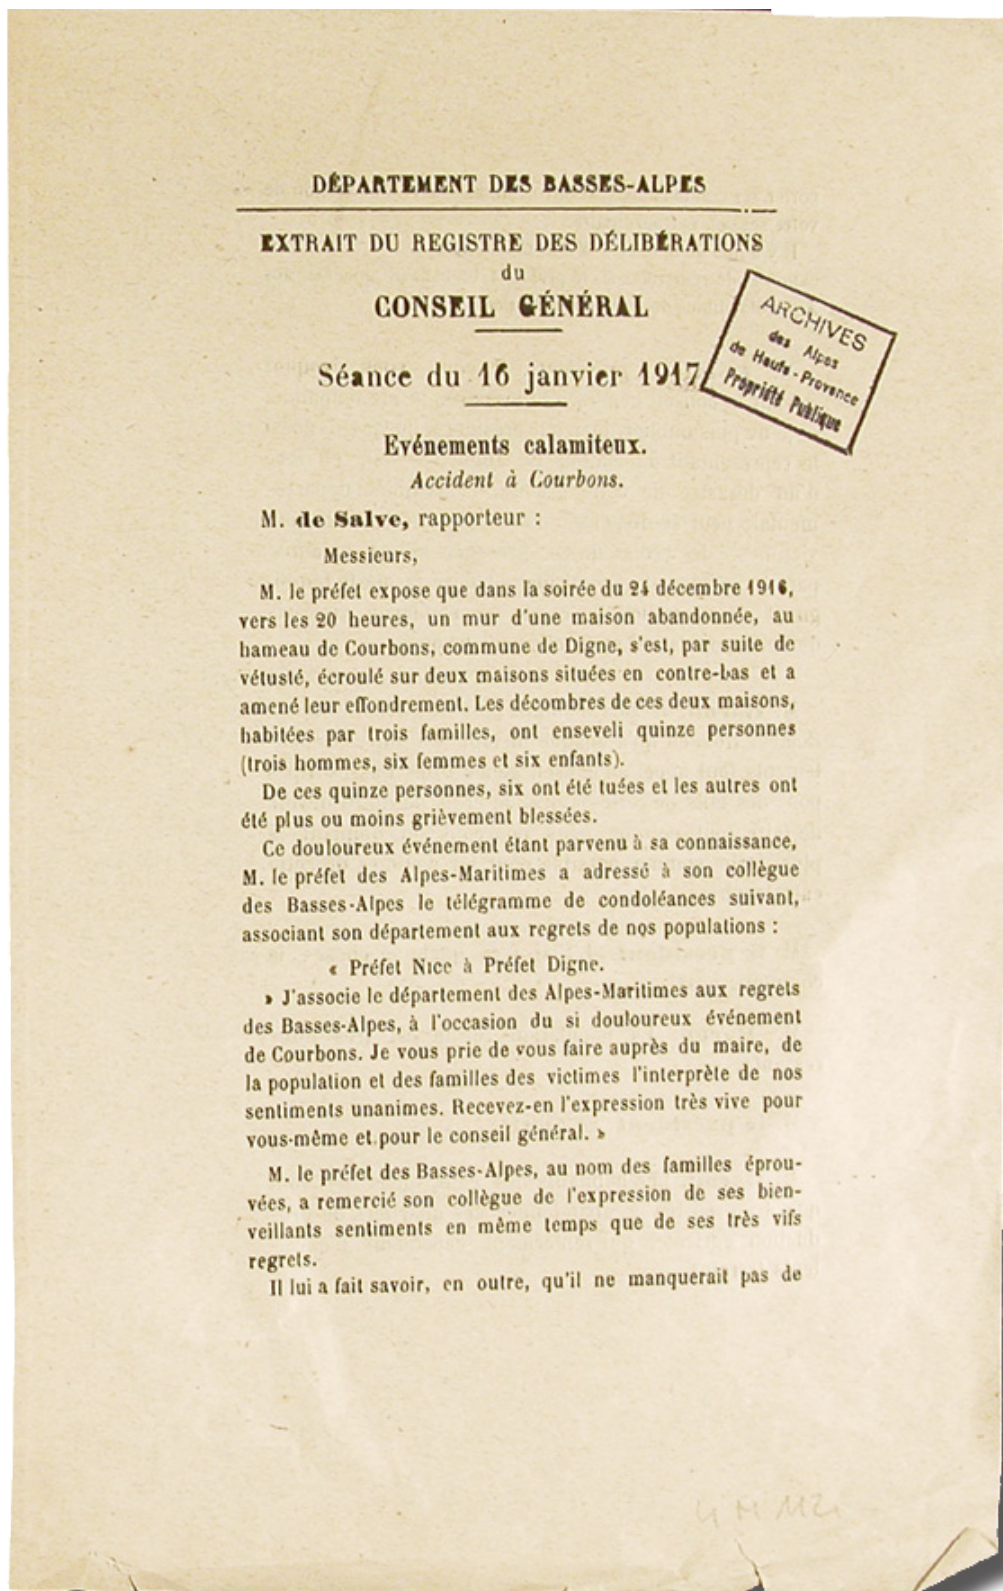 DÉPARTEMENT DES BASSES-ALPES
EXTRAIT DU REGISTRE DES DÉLIBÉRATIONS
du
CONSEIL GÉNÉRAL
Séance du 16 janvier 1917
ARCHIVES
des Alpes
de Haute-Provence
Propriété Publique
Evénements calamiteux.
Accident à Courbons.
M. de Salve, rapporteur :
Messieurs,
M. le préfet expose que dans la soirée du 24 décembre 1916,
vers les 20 heures, un mur d'une maison abandonnée, au
hameau de Courbons, commune de Digne, s'est, par suite de
vétusté, écroulé sur deux maisons situées en contre-bas et a
amené leur effondrement. Les décombres de ces deux maisons,
habitées par trois familles, ont enseveli quinze personnes
(trois hommes, six femmes et six enfants).
De ces quinze personnes, six ont été tuées et les autres ont
été plus ou moins grièvement blessées.
Ce douloureux événement étant parvenu à sa connaissance,
M. le préfet des Alpes-Maritimes a adressé à son collègue
des Basses-Alpes le télégramme de condoléances suivant,
associant son département aux regrets de nos populations :
« Préfet Nice à Préfet Digne.
» J'associe le département des Alpes-Maritimes aux regrets
des Basses-Alpes, à l'occasion du si douloureux événement
de Courbons. Je vous prie de vous faire auprès du maire, de
la population et des familles des victimes l'interprète de nos
sentiments unanimes. Recevez-en l'expression très vive pour
vous-même et pour le conseil général. »
M. le préfet des Basses-Alpes, au nom des familles éprou-
vées, a remercié son collègue de l'expression de ses bien-
veillants sentiments en même temps que de ses très vifs
regrets.
Il lui a fait savoir, en outre, qu'il ne manquerait pas de